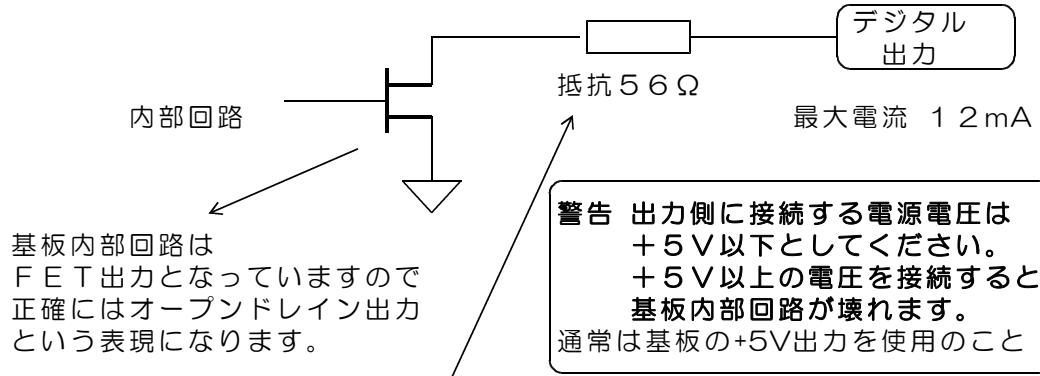 デジタル
出力
抵抗５６Ω
内部回路
最大電流 １２mA
警告 出力側に接続する電源電圧は
＋５Ｖ以下としてください。
＋５Ｖ以上の電圧を接続すると
基板内部回路が壊れます。
通常は基板の+5V出力を使用のこと
基板内部回路は
ＦＥＴ出力となっていますので
正確にはオープンドレイン出力
という表現になります。